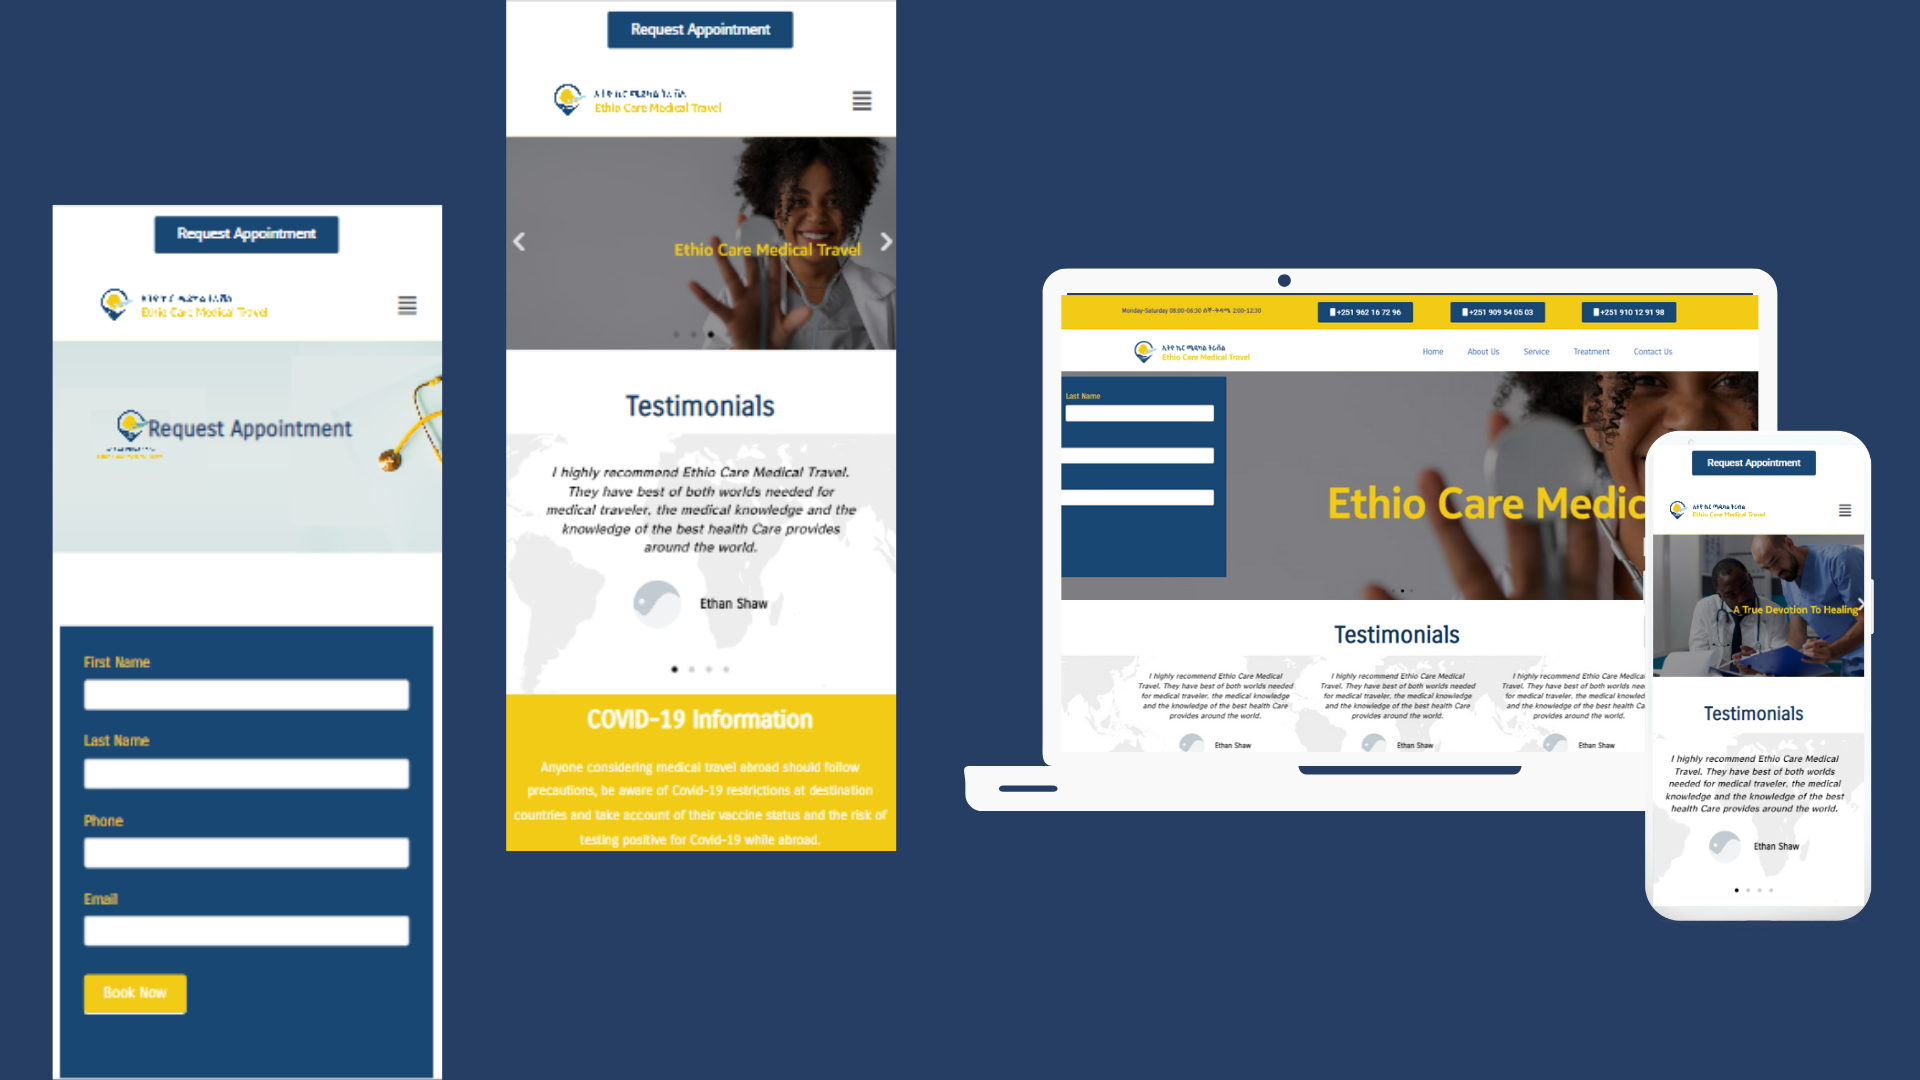 Request Appointment
Ethio Care Medical Travel
Request Appointment
First Name
Last Name
Phone
Email
Book Now
Request Appointment
Ethio Care Medical Travel
Ethio Care Medical Travel
Testimonials
I highly recommend Ethio Care Medical Travel.
They have best of both worlds needed for
medical traveler, the medical knowledge and the
knowledge of the best health Care provides
around the world.
Ethan Shaw
COVID-19 Information
Anyone considering medical travel abroad should follow
precautions, be aware of Covid-19 restrictions at destination
countries and take account of their vaccine status and the risk of
testing positive for Covid-19 while abroad.
Monday-Saturday 08:00-06:30 ሰኞ-ቅዳሜ 2:00-12:30
+251 962 16 72 96
+251 909 54 05 03
+251 910 12 91 98
ኢትዮ ኬር ሜዲካል ትራቭል
Ethio Care Medical Travel
Home
About Us
Service
Treatment
Contact Us
Last Name
Ethio Care Medic
Testimonials
I highly recommend Ethio Care Medical
Travel. They have best of both worlds needed
for medical traveler, the medical knowledge
and the knowledge of the best health Care
provides around the world.
Ethan Shaw
I highly recommend Ethio Care Medical
Travel. They have best of both worlds needed
for medical traveler, the medical knowledge
and the knowledge of the best health Care
provides around the world.
Ethan Shaw
I highly recommend Ethio Care Medical
Travel. They have best of both worlds need
for medical traveler, the medical knowled
and the knowledge of the best health Ca
provides around the world.
Ethan Shaw
Request Appointment
Ethio Care Medical Travel
A True Devotion To Healing
Testimonials
I highly recommend Ethio Care Medical
Travel. They have best of both worlds
needed for medical traveler, the medical
knowledge and the knowledge of the best
health Care provides around the world.
Ethan Shaw